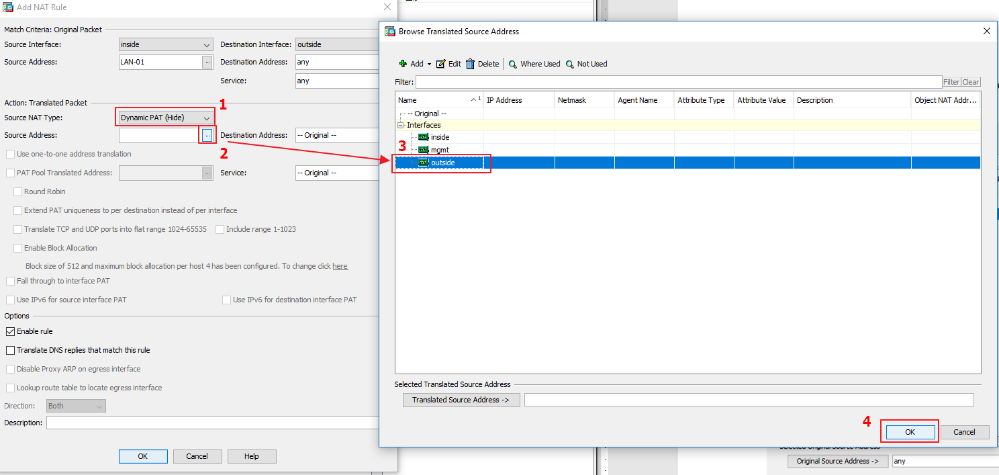 Add NAT Rule
Match Criteria: Original Packet
Source Interface: inside Destination Interface: outside
Source Address: LAN-01 ... Destination Address: any
Service: any
Action: Translated Packet
1
Source NAT Type: Dynamic PAT (Hide)
Source Address: ... Destination Address: -- Original --
2
Use one-to-one address translation
PAT Pool Translated Address: ... Service: -- Original --
Round Robin
Extend PAT uniqueness to per destination instead of per interface
Translate TCP and UDP ports into flat range 1024-65535 Include range 1-1023
Enable Block Allocation
Block size of 512 and maximum block allocation per host 4 has been configured. To change click here
Fall through to interface PAT
Use IPv6 for source interface PAT Use IPv6 for destination interface PAT
Options
Enable rule
Translate DNS replies that match this rule
Disable Proxy ARP on egress interface
Lookup route table to locate egress interface
Direction: Both
Description:
OK Cancel Help
Browse Translated Source Address
Add Edit Delete Where Used Not Used
Filter: Filter Clear
Name 1 IP Address Netmask Agent Name Attribute Type Attribute Value Description Object NAT Addr...
-- Original --
Interfaces
inside
3 mgmt
outside
Selected Translated Source Address
Translated Source Address ->
4 OK Cancel
Selected Original Source Address
Original Source Address -> any